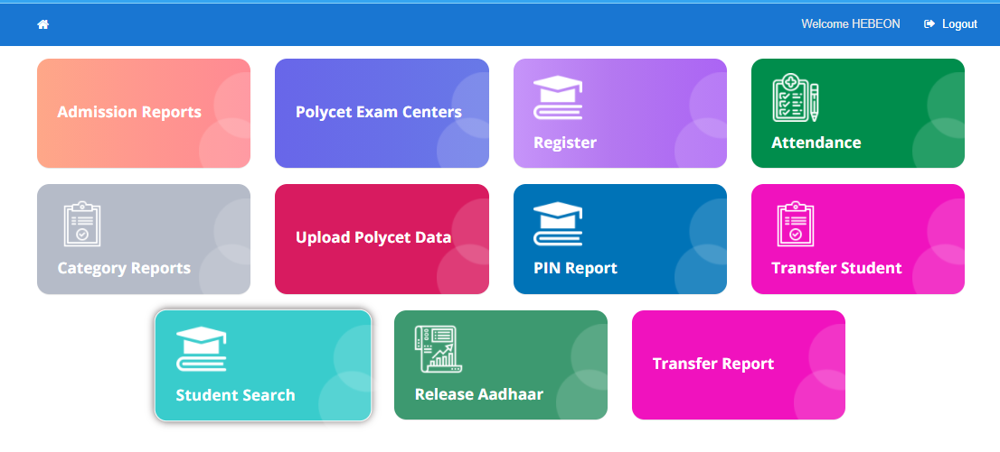 Welcome HEBEON Logout
Admission Reports
Polycet Exam Centers
Register
Attendance
Category Reports
Upload Polycet Data
PIN Report
Transfer Student
Student Search
Release Aadhaar
Transfer Report